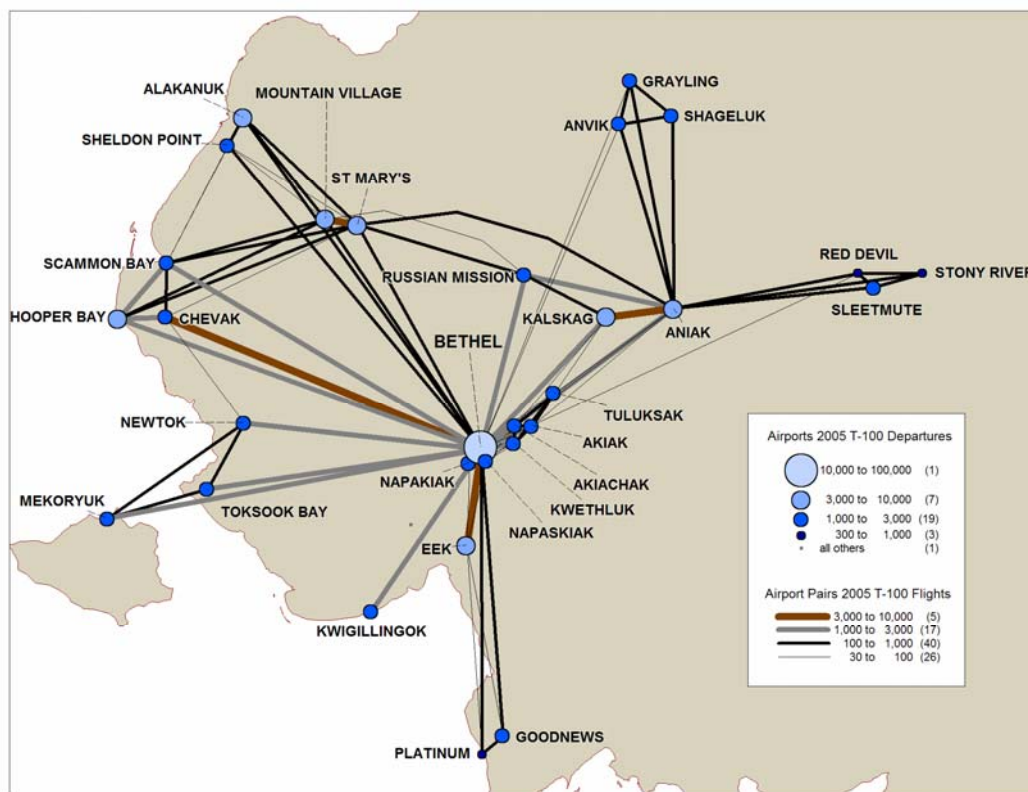 GRAYLING
ALAKANUK
MOUNTAIN VILLAGE
ANVIK
SHAGELUK
SHELDON POINT
ST MARY'S
SCAMMON BAY
RUSSIAN MISSION
RED DEVIL
STONY RIVER
SLEETMUTE
HOOPER BAY
CHEVAK
KALSKAG
ANIAK
BETHEL
NEWTOK
TULUKSAK
AKIAK
NAPAKIAK
AKIACHAK
MEKORYUK
TOKSOOK BAY
KWETHLUK
NAPASKIAK
EEK
KWIGILLINGOK
GOODNEWS
PLATINUM
Airports 2005 T-100 Departures
10,000 to 100,000 (1)
3,000 to 10,000 (7)
1,000 to 3,000 (19)
300 to 1,000 (3)
all others (1)
Airport Pairs 2005 T-100 Flights
3,000 to 10,000 (5)
1,000 to 3,000 (17)
100 to 1,000 (40)
30 to 100 (26)